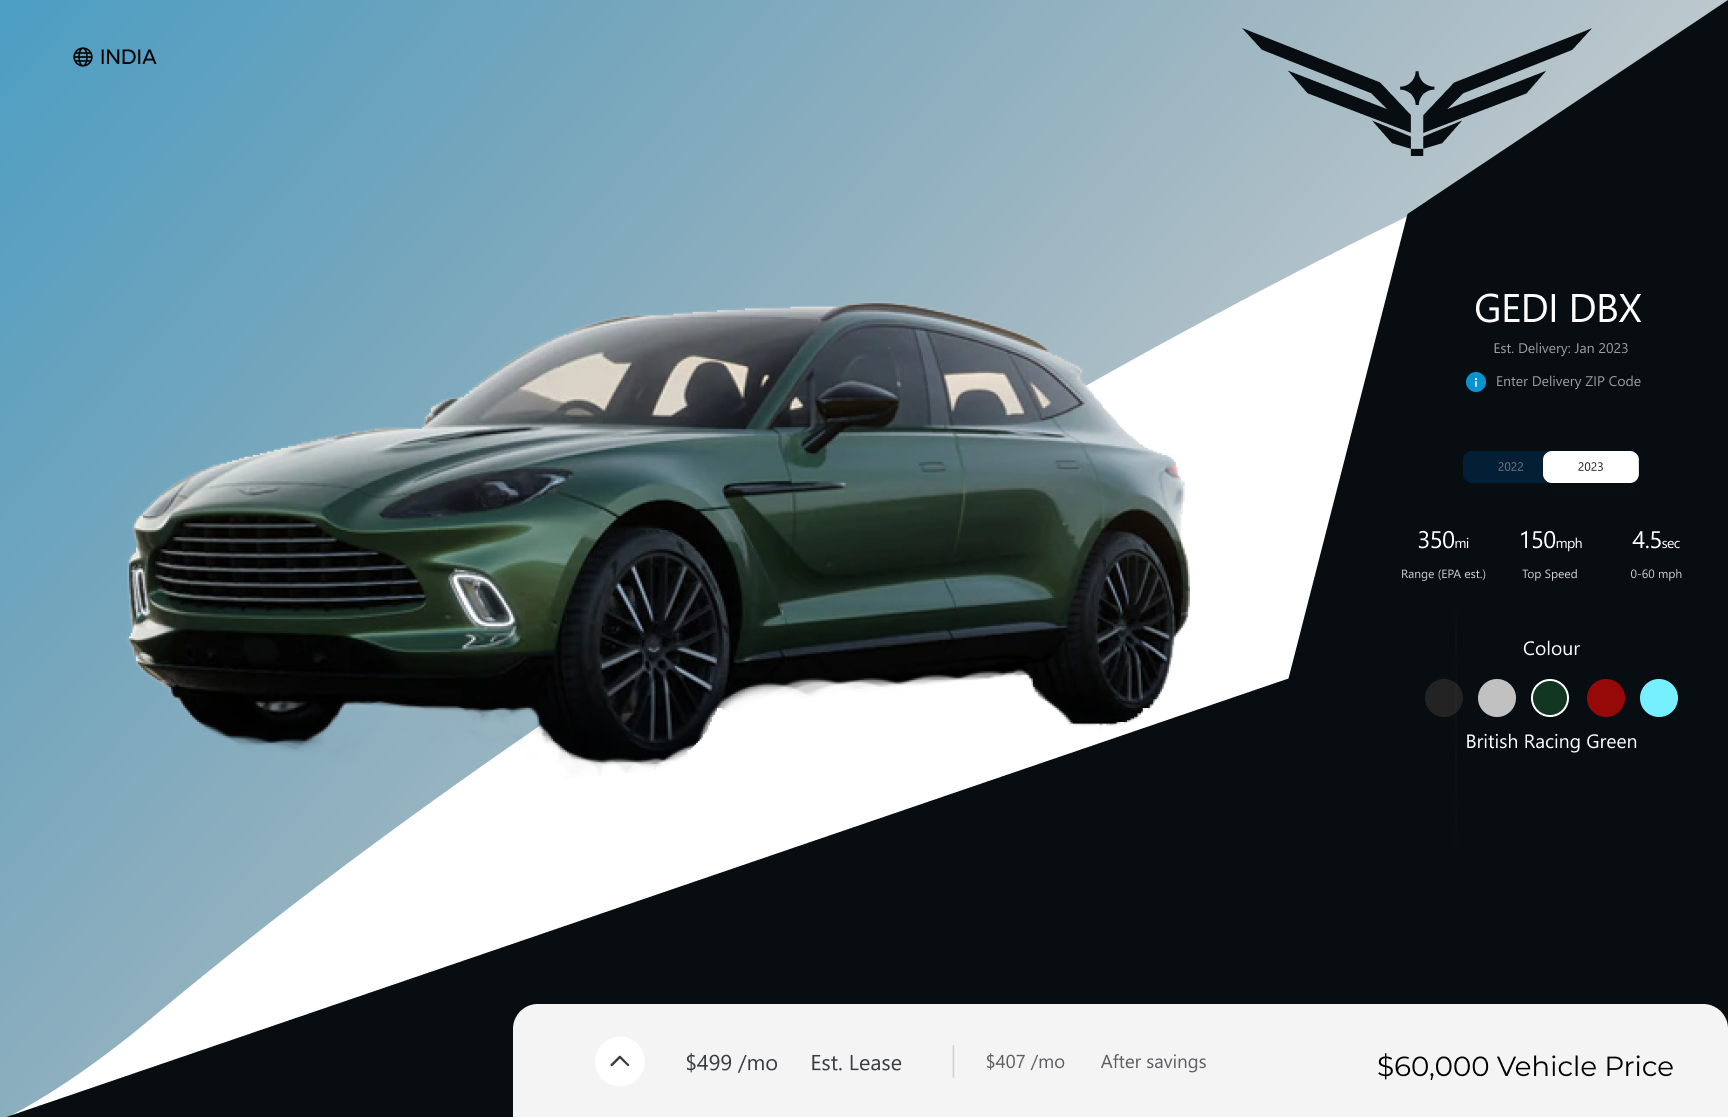 INDIA
GEDI DBX
Est. Delivery: Jan 2023
i Enter Delivery ZIP Code
2022 2023
350mi 150mph 4.5sec
Range (EPA est.) Top Speed 0-60 mph
Colour
British Racing Green
$499 /mo Est. Lease $407 /mo After savings $60,000 Vehicle Price